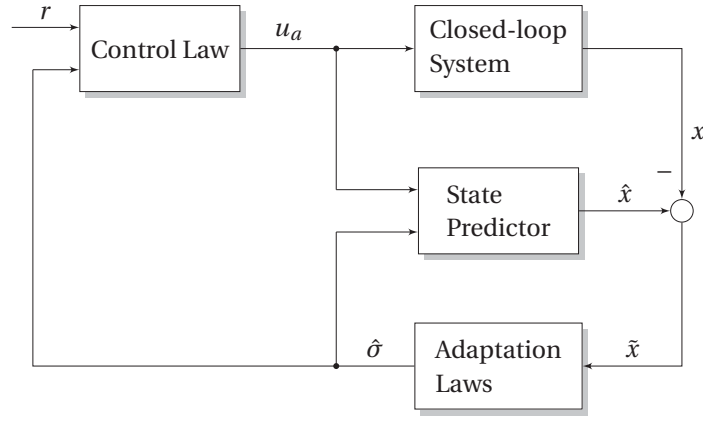 r
Control Law
u_a
Closed-loop
System
x
−
State
Predictor
x̂
σ̂
Adaptation
Laws
x̃